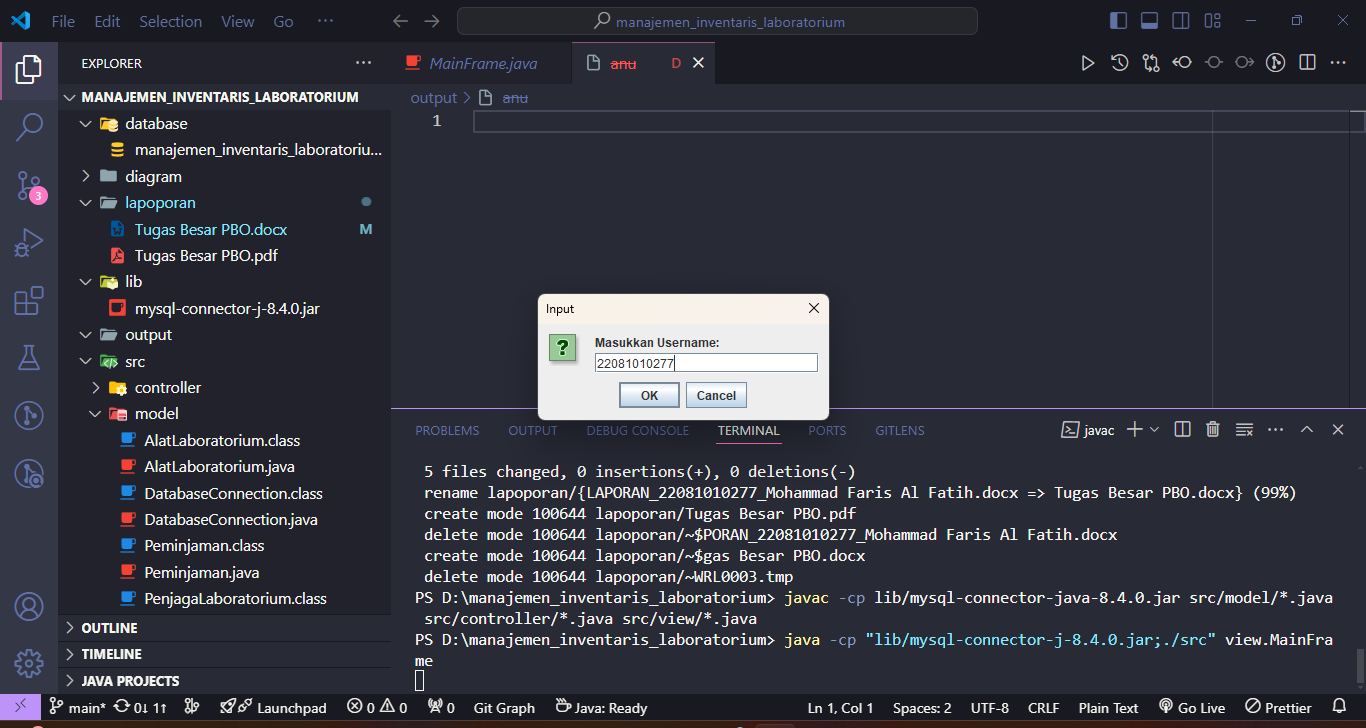 File Edit Selection View Go ···
manajemen_inventaris_laboratorium
EXPLORER
MainFrame.java
anu D
MANAJEMEN_INVENTARIS_LABORATORIUM
output > anu
1
database
manajemen_inventaris_laboratoriu...
diagram
lapoporan
Tugas Besar PBO.docx M
Tugas Besar PBO.pdf
lib
mysql-connector-j-8.4.0.jar
output
src
controller
model
AlatLaboratorium.class
AlatLaboratorium.java
DatabaseConnection.class
DatabaseConnection.java
Peminjaman.class
Peminjaman.java
PenjagaLaboratorium.class
OUTLINE
TIMELINE
JAVA PROJECTS
3
Input
?
Masukkan Username:
22081010277
OK Cancel
PROBLEMS OUTPUT DEBUG CONSOLE TERMINAL PORTS GITLENS
javac
5 files changed, 0 insertions(+), 0 deletions(-)
rename lapoporan/{LAPORAN_22081010277_Mohammad Faris Al Fatih.docx => Tugas Besar PBO.docx} (99%)
create mode 100644 lapoporan/Tugas Besar PBO.pdf
delete mode 100644 lapoporan/~$PORAN_22081010277_Mohammad Faris Al Fatih.docx
create mode 100644 lapoporan/~$gas Besar PBO.docx
delete mode 100644 lapoporan/~WRL0003.tmp
PS D:\manajemen_inventaris_laboratorium> javac -cp lib/mysql-connector-java-8.4.0.jar src/model/*.java
src/controller/*.java src/view/*.java
PS D:\manajemen_inventaris_laboratorium> java -cp "lib/mysql-connector-j-8.4.0.jar;./src" view.MainFra
me
main* 0↓ 1↑ Launchpad 0 0 0 Git Graph Java: Ready Ln 1, Col 1 Spaces: 2 UTF-8 CRLF Plain Text Go Live Prettier